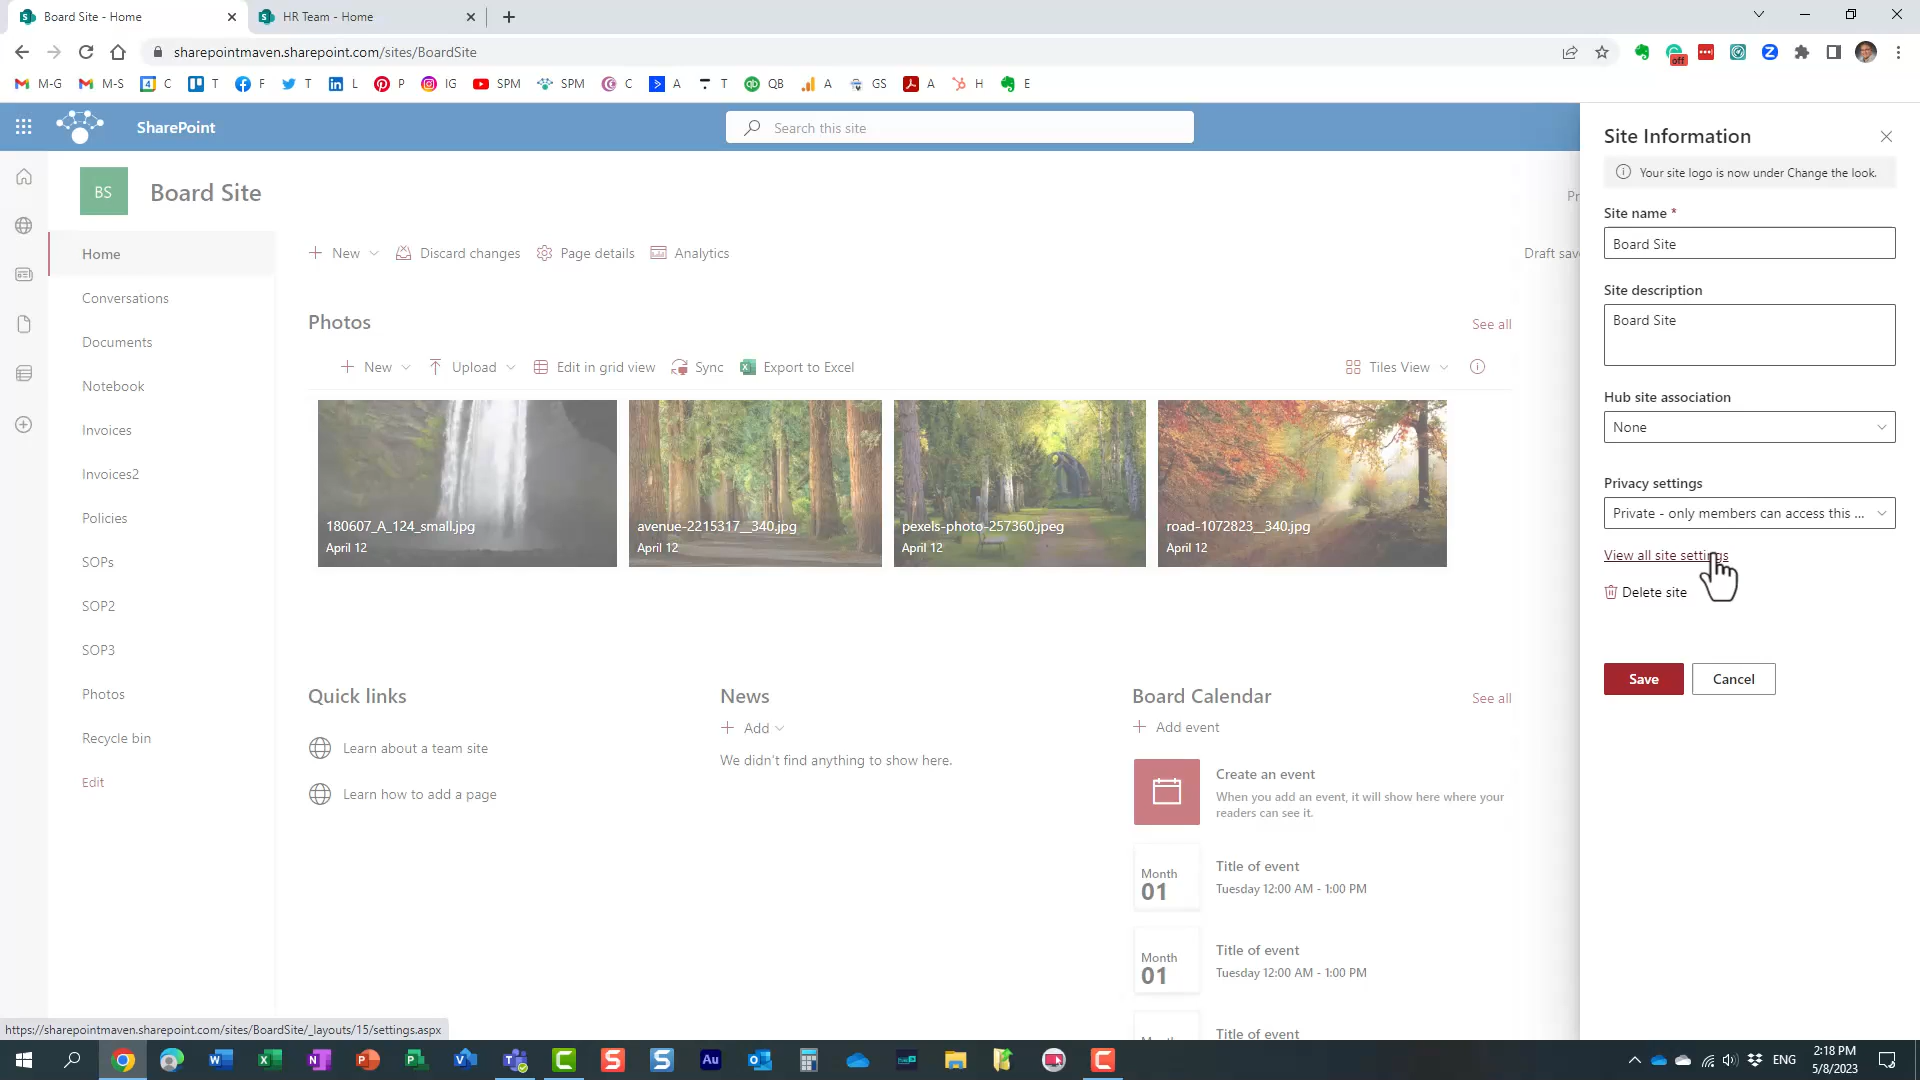 Board Site - Home
HR Team - Home
sharepointmaven.sharepoint.com/sites/BoardSite
off
M-G
M-S
4
C
T
F
T
L
P
IG
SPM
SPM
C
A
T
QB
A
GS
A
H
E
SharePoint
Search this site
BS
Board Site
Home
Conversations
Documents
Notebook
Invoices
Invoices2
Policies
SOPs
SOP2
SOP3
Photos
Recycle bin
Edit
New
Discard changes
Page details
Analytics
Draft save
Photos
See all
New
Upload
Edit in grid view
Sync
Export to Excel
Tiles View
180607_A_124_small.jpg
April 12
avenue-2215317__340.jpg
April 12
pexels-photo-257360.jpeg
April 12
road-1072823__340.jpg
April 12
Quick links
Learn about a team site
Learn how to add a page
News
Add
We didn't find anything to show here.
Board Calendar
See all
Add event
Create an event
When you add an event, it will show here where your
readers can see it.
Month
01
Title of event
Tuesday 12:00 AM - 1:00 PM
Month
01
Title of event
Tuesday 12:00 AM - 1:00 PM
Title of event
Site Information
Your site logo is now under Change the look.
Site name *
Board Site
Site description
Board Site
Hub site association
None
Privacy settings
Private - only members can access this ...
View all site settings
Delete site
Save
Cancel
https://sharepointmaven.sharepoint.com/sites/BoardSite/_layouts/15/settings.aspx
Au
ENG
2:18 PM
5/8/2023